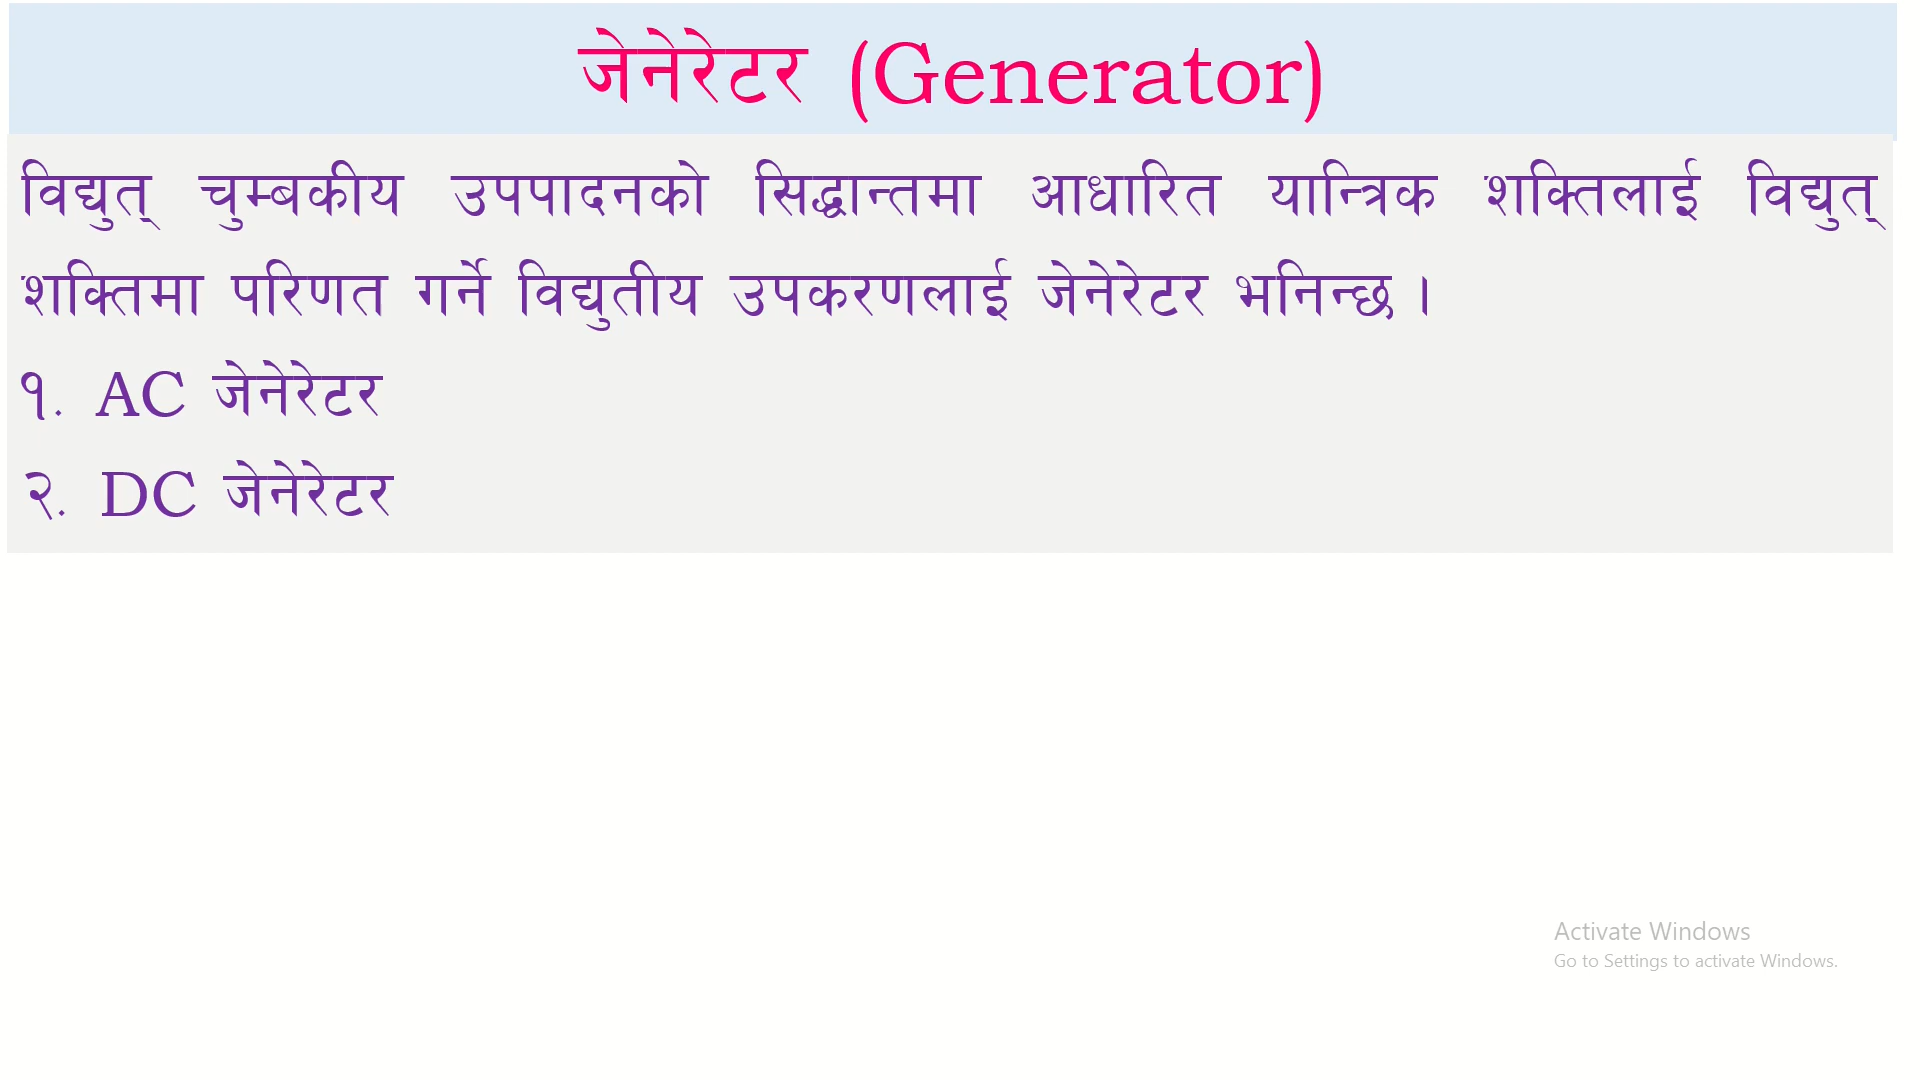 जेनेरेटर (Generator)
विद्युत् चुम्बकीय उपपादनको सिद्धान्तमा आधारित यान्त्रिक शक्तिलाई विद्युत्
शक्तिमा परिणत गर्ने विद्युतीय उपकरणलाई जेनेरेटर भनिन्छ ।
१. AC जेनेरेटर
२. DC जेनेरेटर
Activate Windows
Go to Settings to activate Windows.